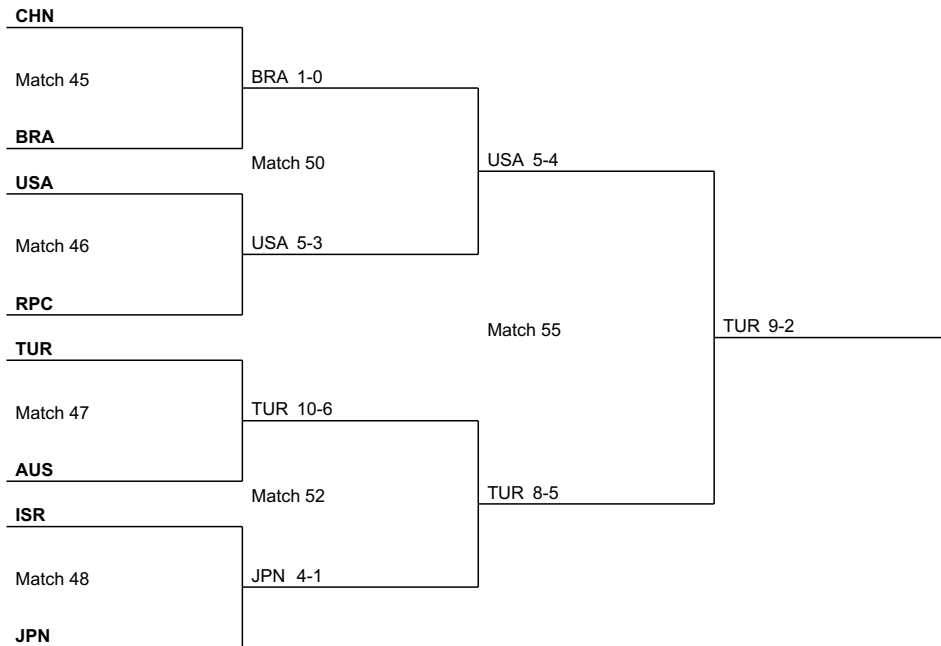 CHN
Match 45
BRA 1-0
BRA
Match 50
USA 5-4
USA
Match 46
USA 5-3
RPC
Match 55
TUR 9-2
TUR
Match 47
TUR 10-6
AUS
Match 52
TUR 8-5
ISR
Match 48
JPN 4-1
JPN